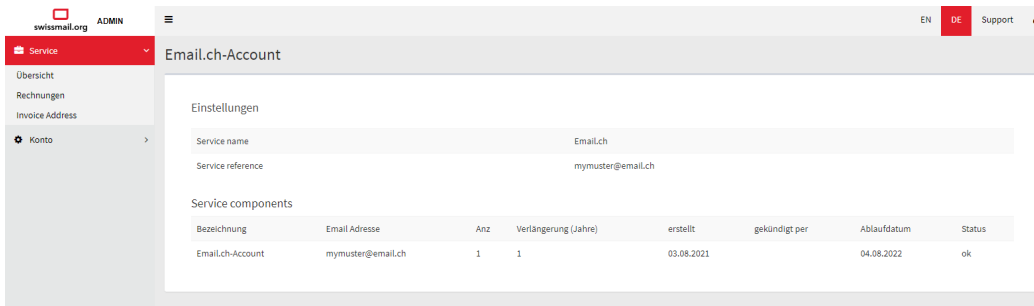 swissmail.org ADMIN
EN DE Support
Service
Email.ch-Account
Übersicht
Rechnungen
Invoice Address
Konto
Einstellungen
Service name Email.ch
Service reference mymuster@email.ch
Service components
Bezeichnung Email Adresse Anz Verlängerung (Jahre) erstellt gekündigt per Ablaufdatum Status
Email.ch-Account mymuster@email.ch 1 1 03.08.2021 04.08.2022 ok